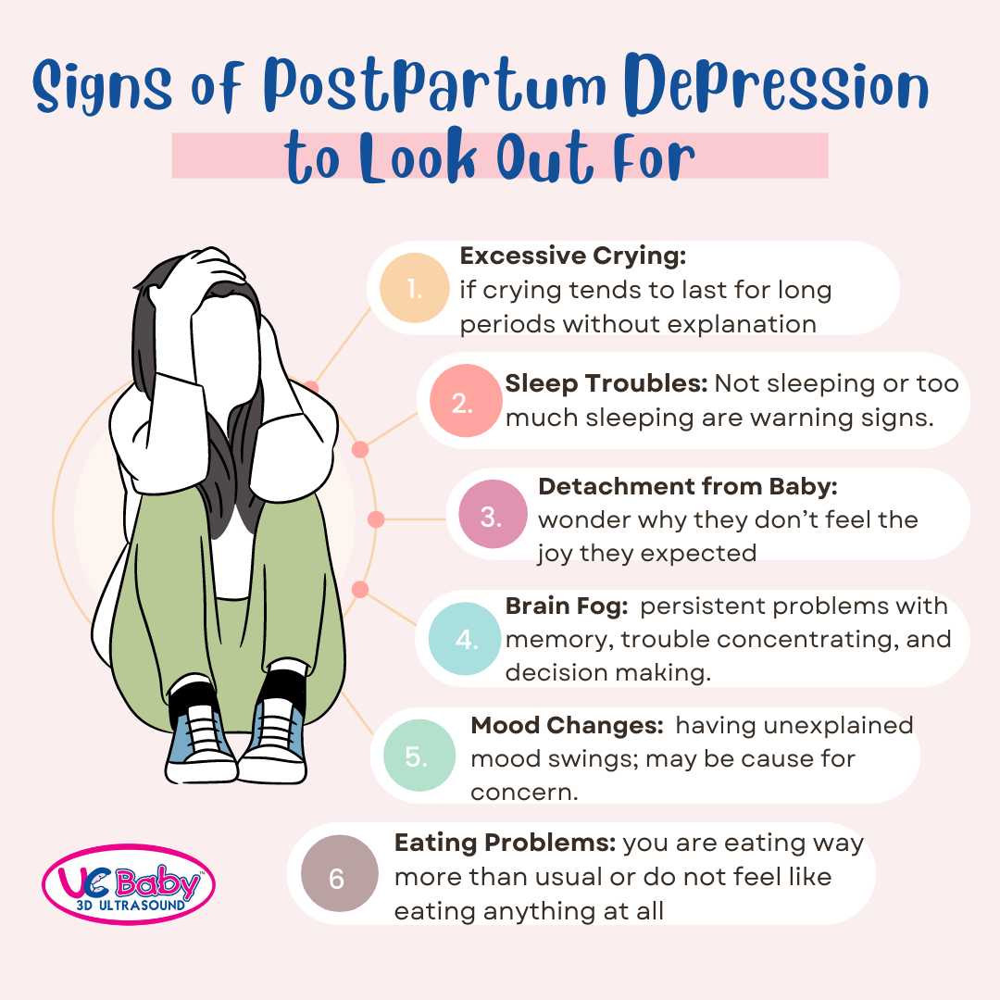 Signs of PostPartum Depression
to Look Out For
1.
Excessive Crying:
if crying tends to last for long
periods without explanation
2.
Sleep Troubles: Not sleeping or too
much sleeping are warning signs.
3.
Detachment from Baby:
wonder why they don’t feel the
joy they expected
4.
Brain Fog: persistent problems with
memory, trouble concentrating, and
decision making.
5.
Mood Changes: having unexplained
mood swings; may be cause for
concern.
6
Eating Problems: you are eating way
more than usual or do not feel like
eating anything at all
UC Baby™
3D ULTRASOUND